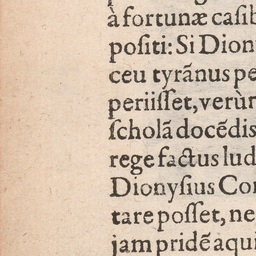 à fortunæ caſib
poſiti: Si Dion
ceu tyrãnus pe
periiſſet, verùm
ſcholã docẽdis
rege factus lud
Dionyſius Cor
tare poſſet, ne
jam pridẽ aqui